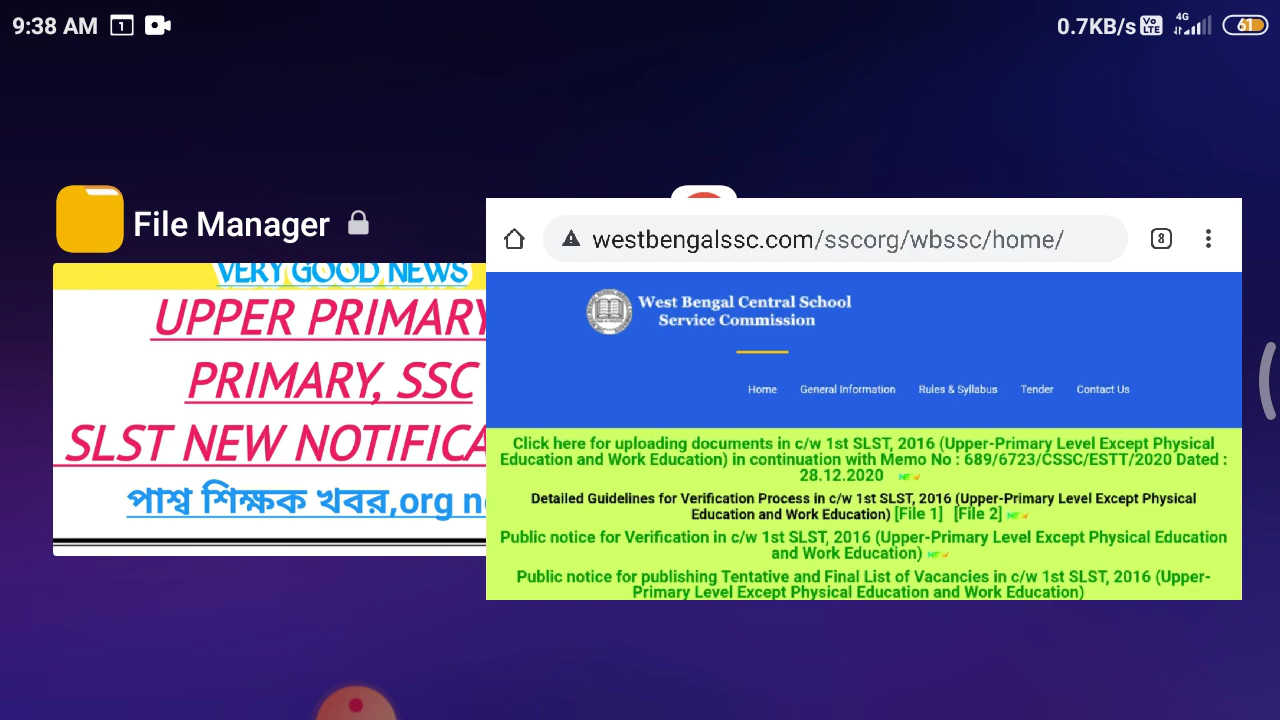 9:38 AM 1
0.7KB/s Vo LTE 4G 61
File Manager
VERY GOOD NEWS
UPPER PRIMARY
PRIMARY, SSC
SLST NEW NOTIFICA
পাশ্ব শিক্ষক খবর,org n
westbengalssc.com/sscorg/wbssc/home/
8
West Bengal Central School
Service Commission
Home General Information Rules & Syllabus Tender Contact Us
Click here for uploading documents in c/w 1st SLST, 2016 (Upper-Primary Level Except Physical
Education and Work Education) in continuation with Memo No : 689/6723/CSSC/ESTT/2020 Dated :
28.12.2020 NEW
Detailed Guidelines for Verification Process in c/w 1st SLST, 2016 (Upper-Primary Level Except Physical
Education and Work Education) [File 1] [File 2] NEW
Public notice for Verification in c/w 1st SLST, 2016 (Upper-Primary Level Except Physical Education
and Work Education) NEW
Public notice for publishing Tentative and Final List of Vacancies in c/w 1st SLST, 2016 (Upper-
Primary Level Except Physical Education and Work Education)